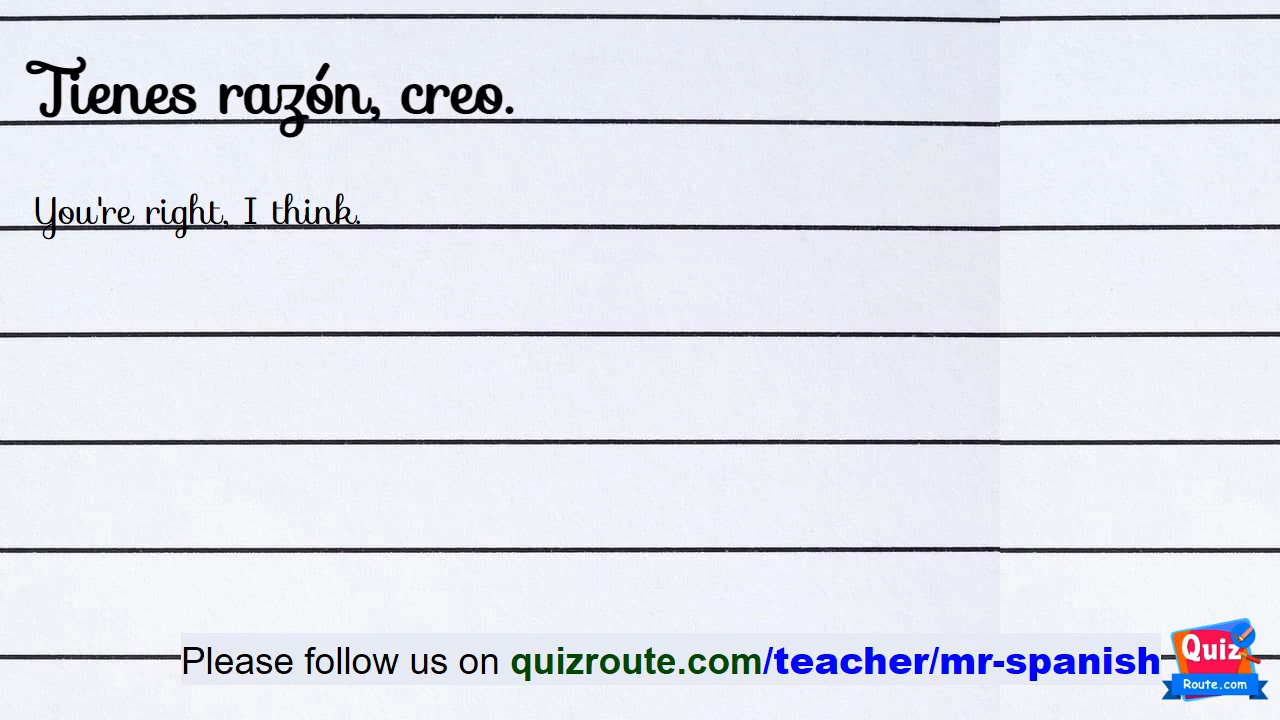 Tienes razón, creo.
You're right, I think.
Please follow us on quizroute.com/teacher/mr-spanish
Quiz
Route.com